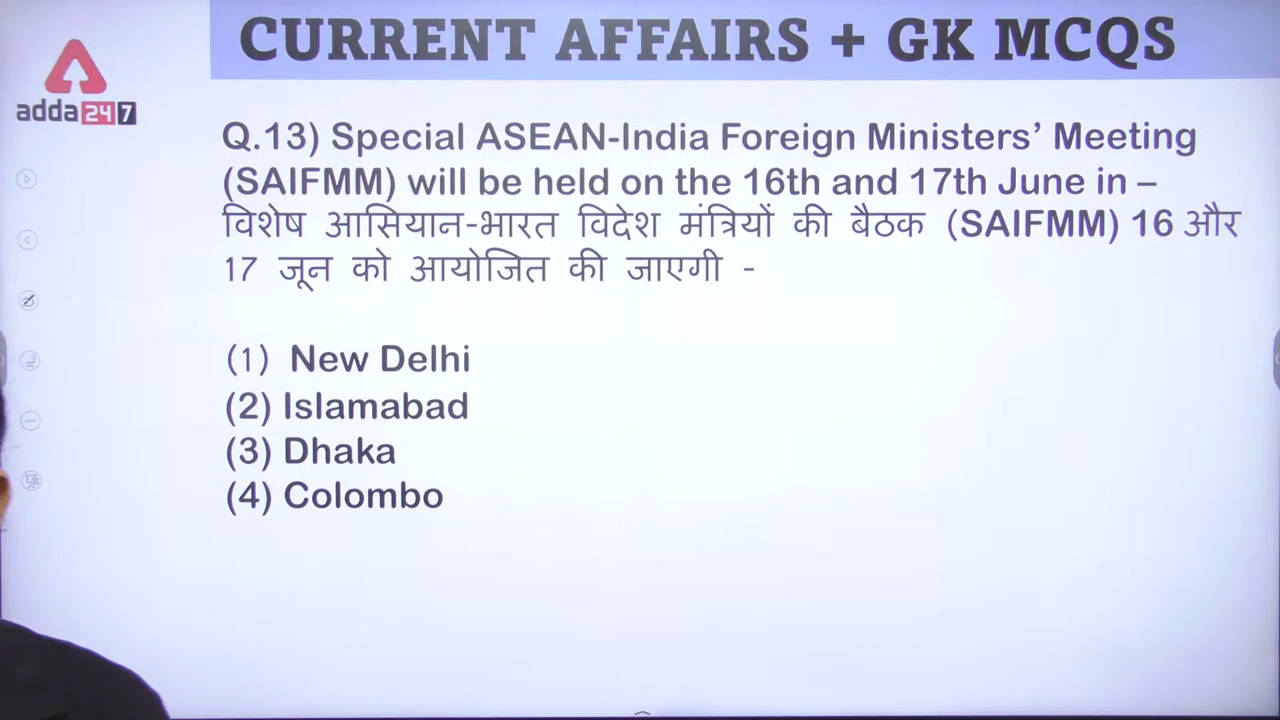 CURRENT AFFAIRS + GK MCQS
adda247
Q.13) Special ASEAN-India Foreign Ministers’ Meeting
(SAIFMM) will be held on the 16th and 17th June in –
विशेष आसियान-भारत विदेश मंत्रियों की बैठक (SAIFMM) 16 और
17 जून को आयोजित की जाएगी -
(1) New Delhi
(2) Islamabad
(3) Dhaka
(4) Colombo